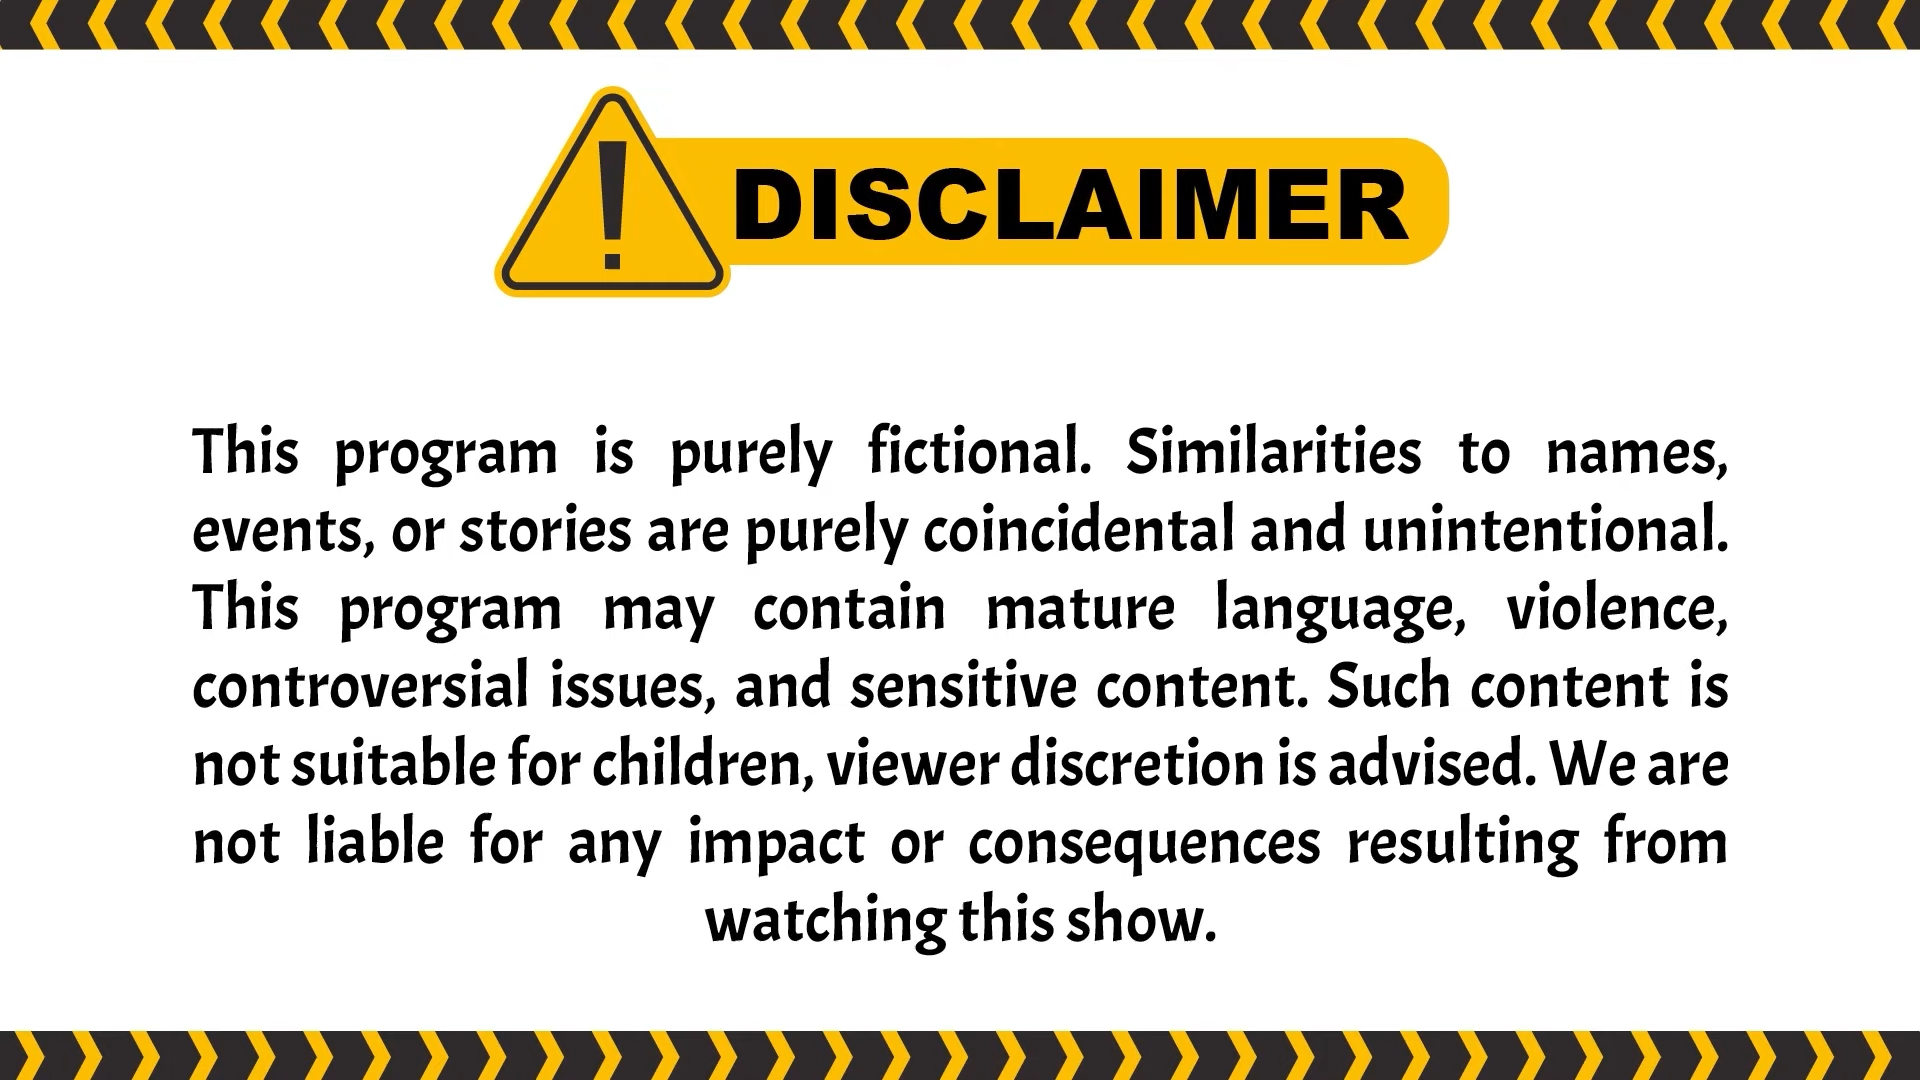 DISCLAIMER
This program is purely fictional. Similarities to names,
events, or stories are purely coincidental and unintentional.
This program may contain mature language, violence,
controversial issues, and sensitive content. Such content is
not suitable for children, viewer discretion is advised. We are
not liable for any impact or consequences resulting from
watching this show.